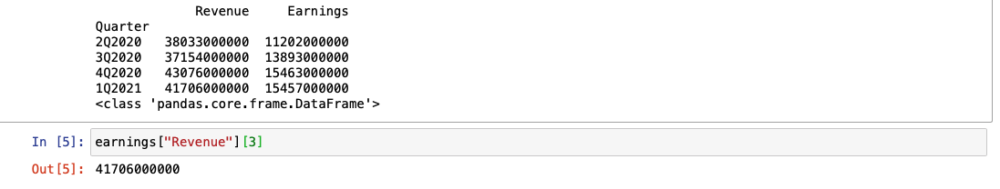 Revenue Earnings
Quarter
2Q2020 38033000000 11202000000
3Q2020 37154000000 13893000000
4Q2020 43076000000 15463000000
1Q2021 41706000000 15457000000
<class 'pandas.core.frame.DataFrame'>
In [5]: earnings["Revenue"][3]
Out[5]: 41706000000